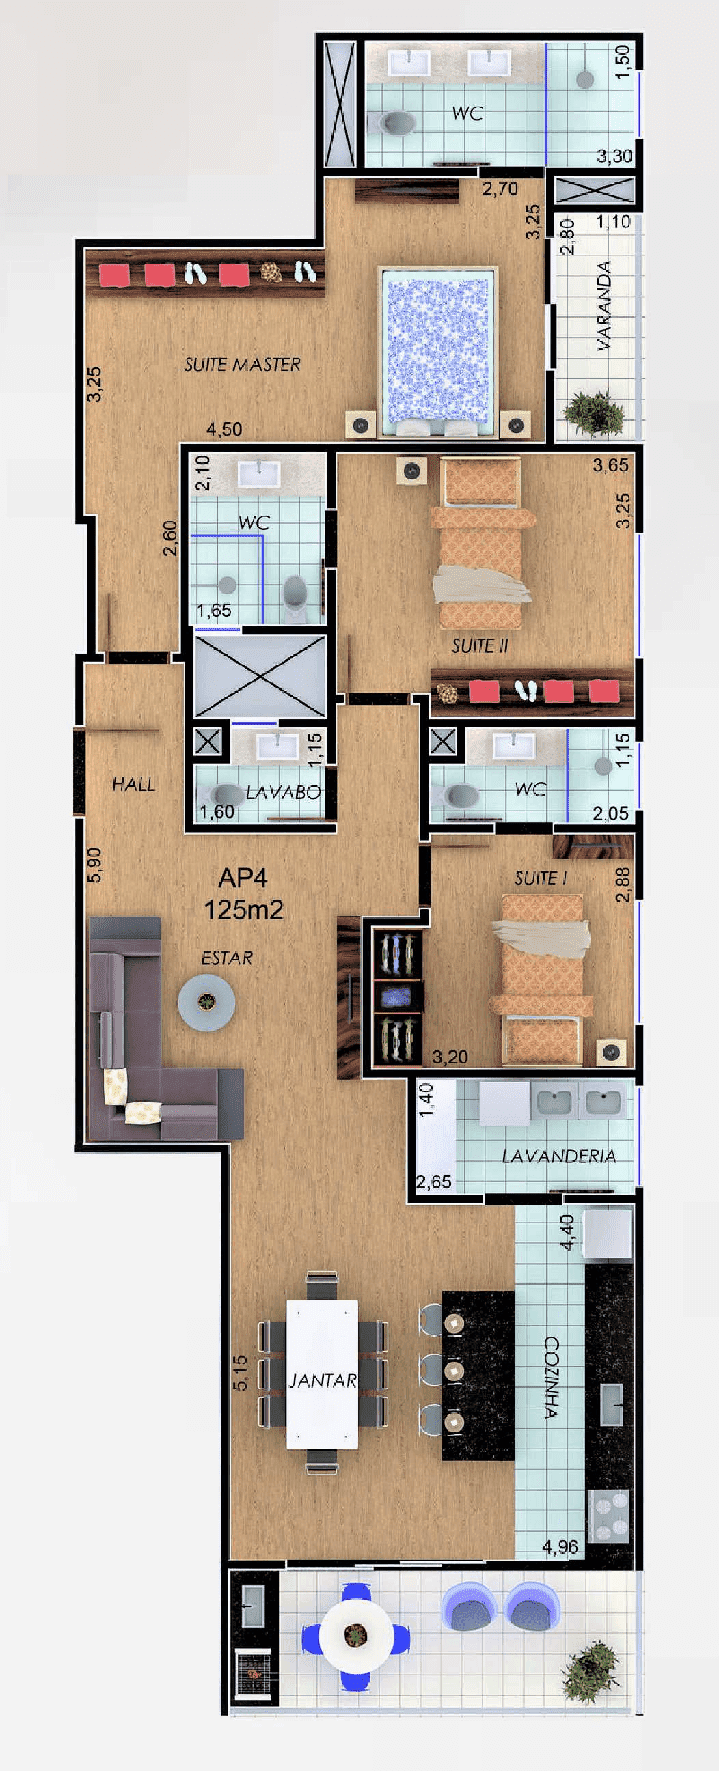 1,50
WC
3,30
2,70
3,25
2,80
1,10
VARANDA
SUITE MASTER
3,25
4,50
2,10
3,65
3,25
WC
2,60
1,65
SUITE II
1,15
1,15
HALL
LAVABO
WC
1,60
2,05
5,90
AP4
125m2
SUITE I
2,88
ESTAR
3,20
1,40
LAVANDERIA
2,65
4,40
5,15
JANTAR
COZINHA
4,96